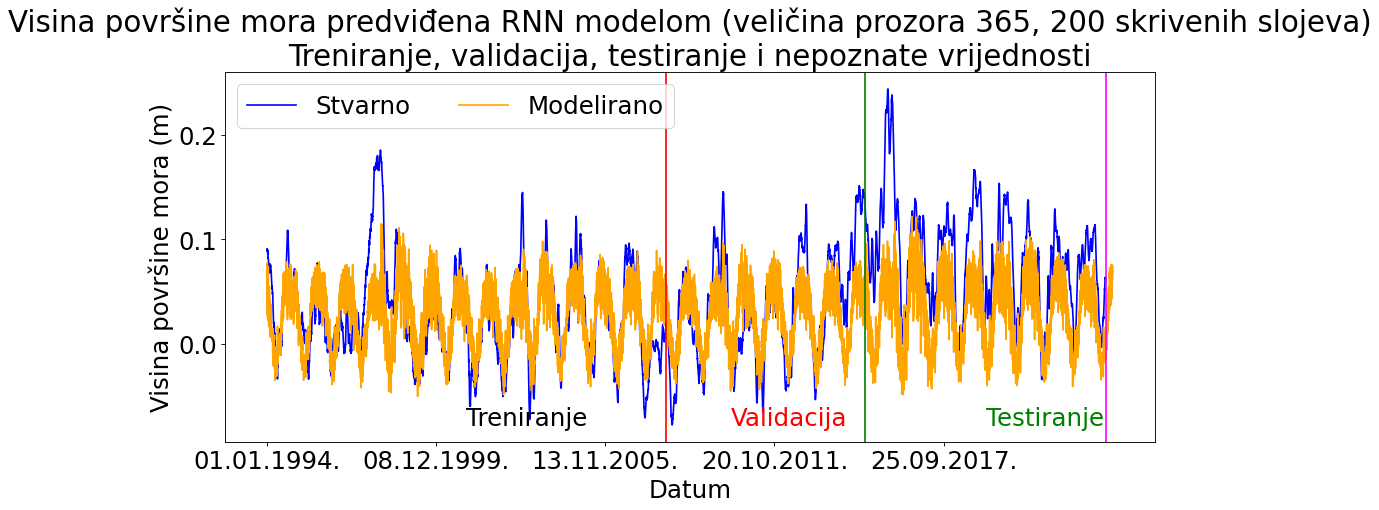 Visina površine mora predviđena RNN modelom (veličina prozora 365, 200 skrivenih slojeva)
Treniranje, validacija, testiranje i nepoznate vrijednosti
Stvarno
Modelirano
Visina površine mora (m)
0.2
0.1
0.0
Treniranje
Validacija
Testiranje
01.01.1994.
08.12.1999.
13.11.2005.
20.10.2011.
25.09.2017.
Datum